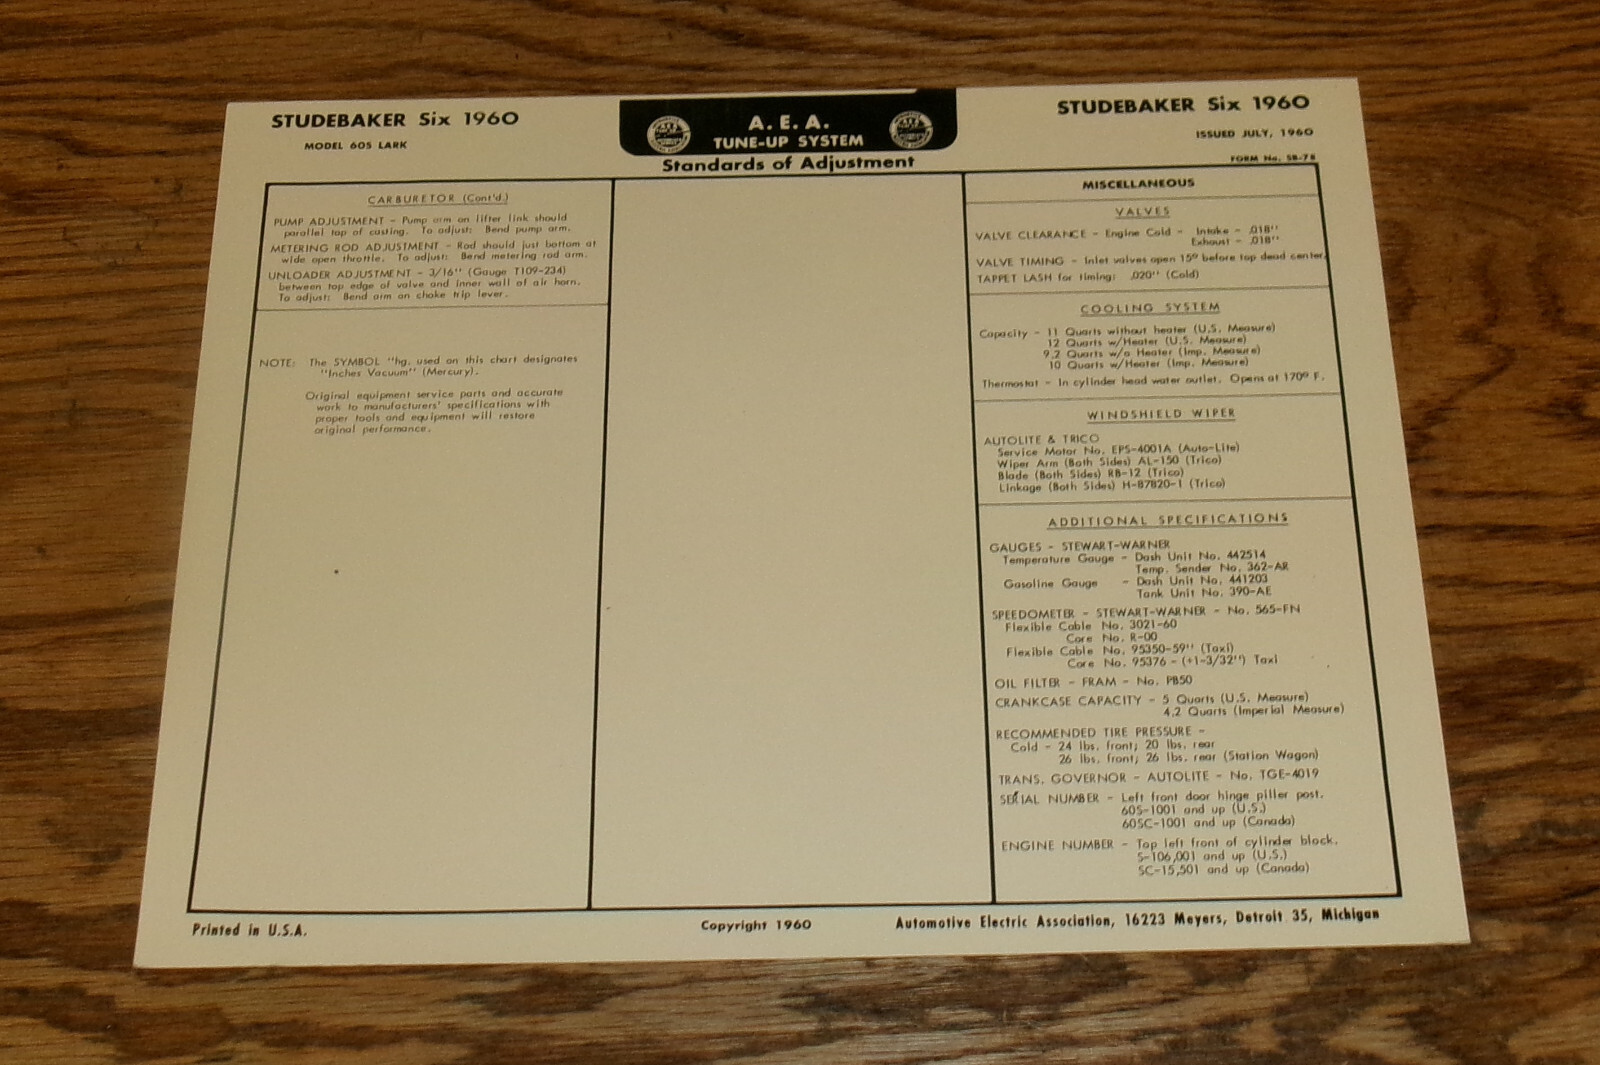 STUDEBAKER Six 1960
MODEL 60S LARK
A. E. A.
TUNE-UP SYSTEM
Standards of Adjustment
STUDEBAKER Six 1960
ISSUED JULY, 1960
FORM No. SB-78
CARBURETOR (Cont'd.)
PUMP ADJUSTMENT - Pump arm on lifter link should
parallel top of casting. To adjust: Bend pump arm.
METERING ROD ADJUSTMENT - Rod should just bottom at
wide open throttle. To adjust: Bend metering rod arm.
UNLOADER ADJUSTMENT - 3/16" (Gauge T109-234)
between top edge of valve and inner wall of air horn.
To adjust: Bend arm on choke trip lever.
NOTE: The SYMBOL "hg. used on this chart designates
"Inches Vacuum" (Mercury).
Original equipment service parts and accurate
work to manufacturers' specifications with
proper tools and equipment will restore
original performance.
MISCELLANEOUS
VALVES
VALVE CLEARANCE - Engine Cold - Intake - .018"
Exhaust - .018"
VALVE TIMING - Inlet valves open 15º before top dead center.
TAPPET LASH for timing: .020" (Cold)
COOLING SYSTEM
Capacity - 11 Quarts without heater (U.S. Measure)
12 Quarts w/Heater (U.S. Measure)
9.2 Quarts w/o Heater (Imp. Measure)
10 Quarts w/Heater (Imp. Measure)
Thermostat - In cylinder head water outlet. Opens at 170º F.
WINDSHIELD WIPER
AUTOLITE & TRICO
Service Motor No. EPS-4001A (Auto-Lite)
Wiper Arm (Both Sides) AL-150 (Trico)
Blade (Both Sides) RB-12 (Trico)
Linkage (Both Sides) H-87820-1 (Trico)
ADDITIONAL SPECIFICATIONS
GAUGES - STEWART-WARNER
Temperature Gauge - Dash Unit No. 442514
Temp. Sender No. 362-AR
Gasoline Gauge - Dash Unit No. 441203
Tank Unit No. 390-AE
SPEEDOMETER - STEWART-WARNER - No. 565-FN
Flexible Cable No. 3021-60
Core No. R-00
Flexible Cable No. 95350-59" (Taxi)
Core No. 95376 - (+1-3/32") Taxi
OIL FILTER - FRAM - No. PB50
CRANKCASE CAPACITY - 5 Quarts (U.S. Measure)
4.2 Quarts (Imperial Measure)
RECOMMENDED TIRE PRESSURE -
Cold - 24 lbs. front; 20 lbs. rear
26 lbs. front; 26 lbs. rear (Station Wagon)
TRANS. GOVERNOR - AUTOLITE - No. TGE-4019
SERIAL NUMBER - Left front door hinge piller post.
60S-1001 and up (U.S.)
60SC-1001 and up (Canada)
ENGINE NUMBER - Top left front of cylinder block.
S-106,001 and up (U.S.)
SC-15,501 and up (Canada)
Printed in U.S.A.
Copyright 1960
Automotive Electric Association, 16223 Meyers, Detroit 35, Michigan